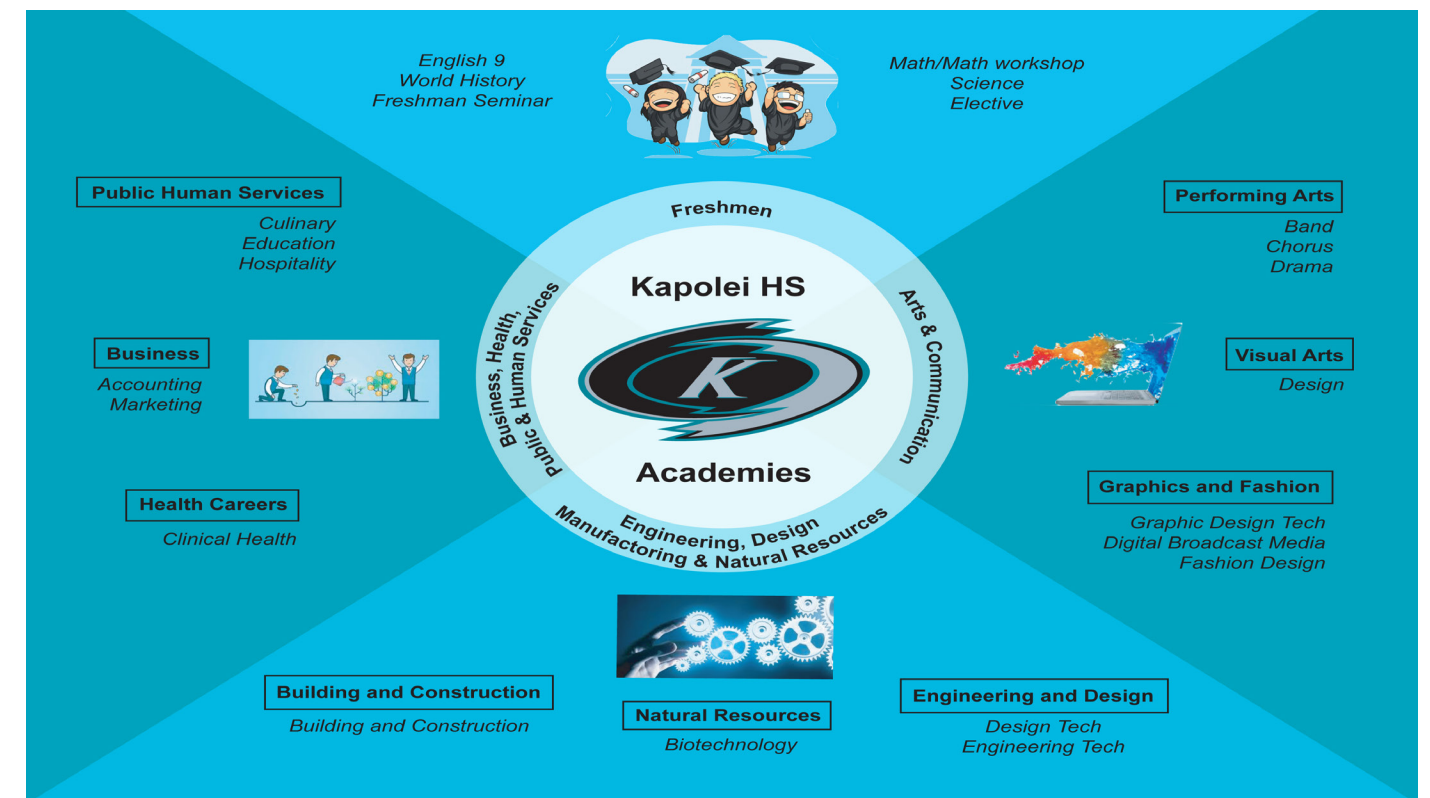 English 9
World History
Freshman Seminar
Math/Math workshop
Science
Elective
Public Human Services
Culinary
Education
Hospitality
Business
Accounting
Marketing
Health Careers
Clinical Health
Freshmen
Kapolei HS
K
Academies
Business, Health,
Public & Human Services
Arts & Communication
Engineering, Design
Manufactoring & Natural Resources
Performing Arts
Band
Chorus
Drama
Visual Arts
Design
Graphics and Fashion
Graphic Design Tech
Digital Broadcast Media
Fashion Design
Building and Construction
Building and Construction
Natural Resources
Biotechnology
Engineering and Design
Design Tech
Engineering Tech